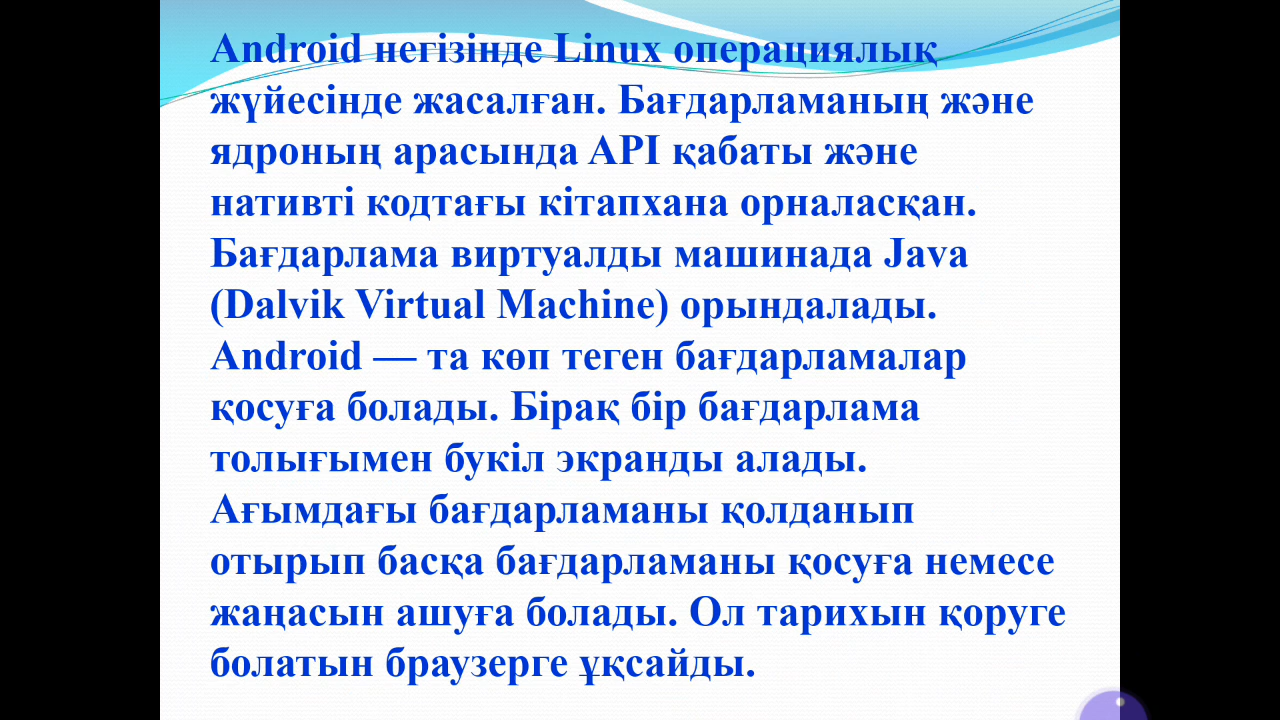 Android негізінде Linux операциялық
жүйесінде жасалған. Бағдарламаның және
ядроның арасында API қабаты және
нативті кодтағы кітапхана орналасқан.
Бағдарлама виртуалды машинада Java
(Dalvik Virtual Machine) орындалады.
Android — та көп теген бағдарламалар
қосуға болады. Бірақ бір бағдарлама
толығымен букіл экранды алады.
Ағымдағы бағдарламаны қолданып
отырып басқа бағдарламаны қосуға немесе
жаңасын ашуға болады. Ол тарихын қоруге
болатын браузерге ұқсайды.